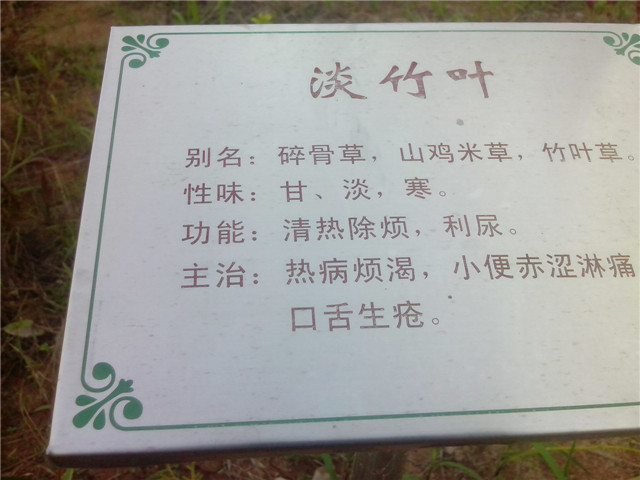 淡竹叶
别名：碎骨草，山鸡米草，竹叶草。
性味：甘、淡，寒。
功能：清热除烦，利尿。
主治：热病烦渴，小便赤涩淋痛
口舌生疮。